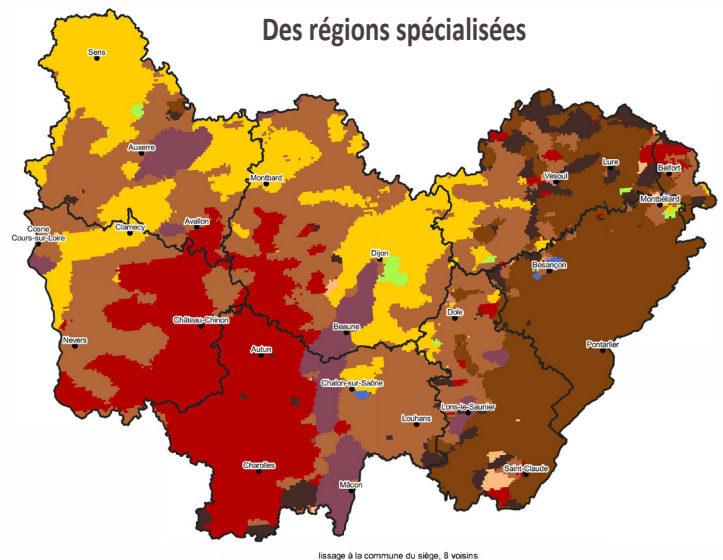 Des régions spécialisées
Sens
Auxerre
Montbard
Lure
Vesoul
Belfort
Montbéliard
Cosne
Cours-sur-Loire
Clamecy
Avallon
Dijon
Besançon
Château-Chinon
Nevers
Beaune
Dole
Autun
Pontarlier
Chalon-sur-Saône
Louhans
Lons-le-Saunier
Charolles
Mâcon
Saint-Claude
lissage à la commune du siège, 8 voisins